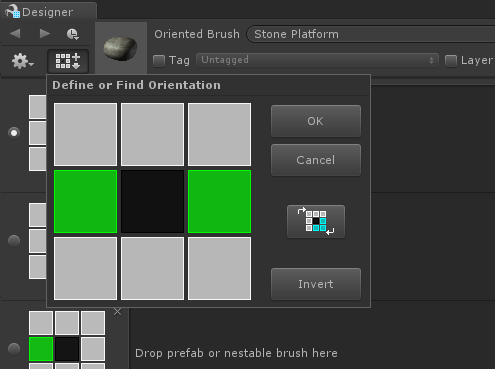 Designer
Oriented Brush
Stone Platform
Tag
Untagged
Layer
Define or Find Orientation
OK
Cancel
Invert
Drop prefab or nestable brush here